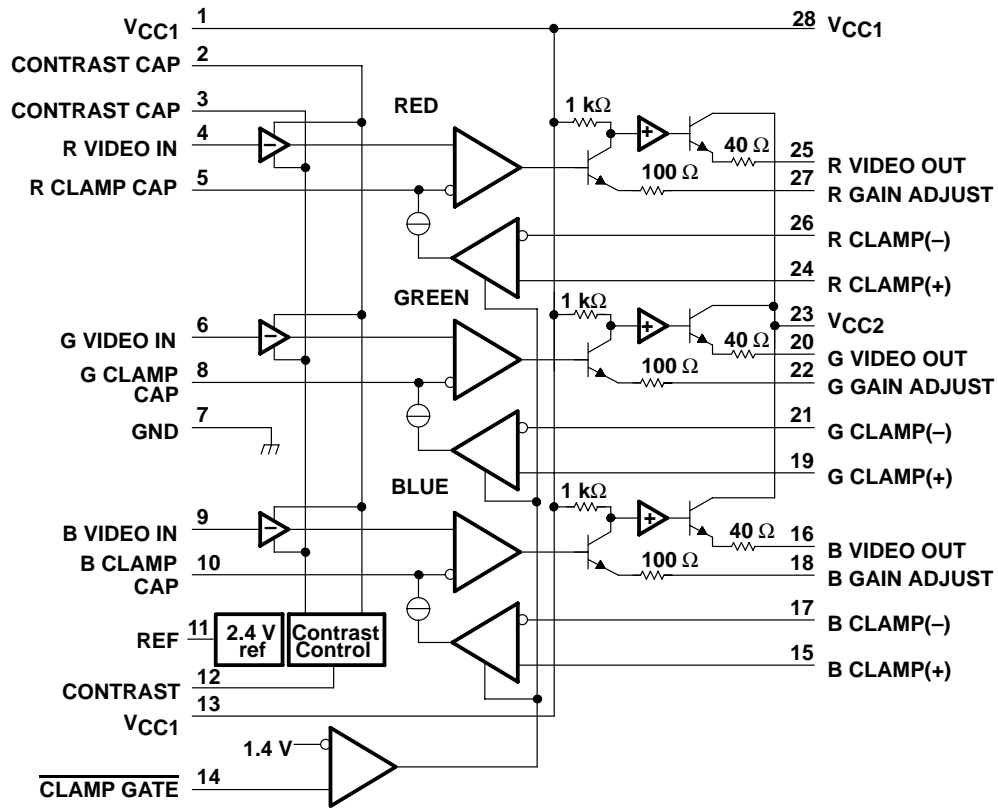 VCC1 1
CONTRAST CAP 2
CONTRAST CAP 3
R VIDEO IN 4
R CLAMP CAP 5
G VIDEO IN 6
G CLAMP CAP 8
GND 7
B VIDEO IN 9
B CLAMP CAP 10
REF 11
2.4 V ref
Contrast Control
CONTRAST 12
VCC1 13
CLAMP GATE 14
1.4 V
RED
−
1 kΩ
+
40 Ω
100 Ω
GREEN
−
1 kΩ
+
40 Ω
100 Ω
BLUE
−
1 kΩ
+
40 Ω
100 Ω
28 VCC1
25 R VIDEO OUT
27 R GAIN ADJUST
26 R CLAMP(–)
24 R CLAMP(+)
23 VCC2
20 G VIDEO OUT
22 G GAIN ADJUST
21 G CLAMP(–)
19 G CLAMP(+)
16 B VIDEO OUT
18 B GAIN ADJUST
17 B CLAMP(–)
15 B CLAMP(+)